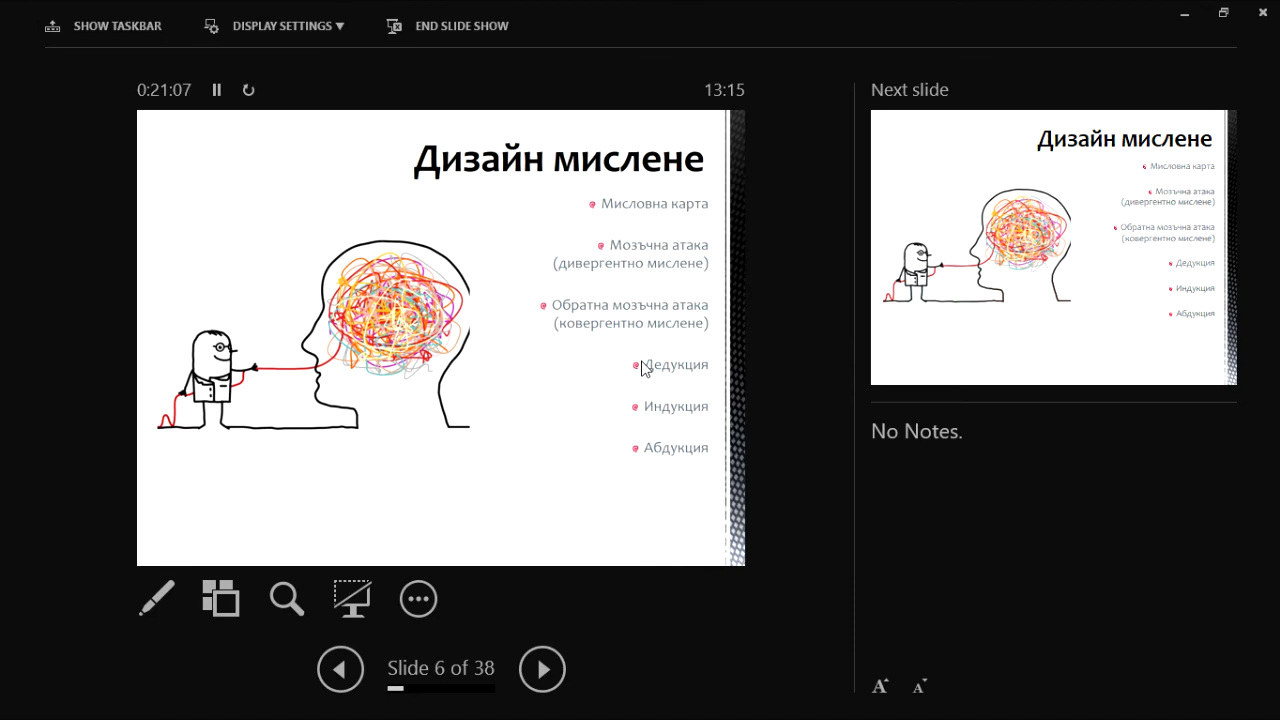 SHOW TASKBAR
DISPLAY SETTINGS
END SLIDE SHOW
0:21:07
13:15
Дизайн мислене
Мисловна карта
Мозъчна атака
(дивергентно мислене)
Обратна мозъчна атака
(ковергентно мислене)
Дедукция
Индукция
Абдукция
Slide 6 of 38
Next slide
Дизайн мислене
Мисловна карта
Мозъчна атака
(дивергентно мислене)
Обратна мозъчна атака
(ковергентно мислене)
Дедукция
Индукция
Абдукция
No Notes.
A A